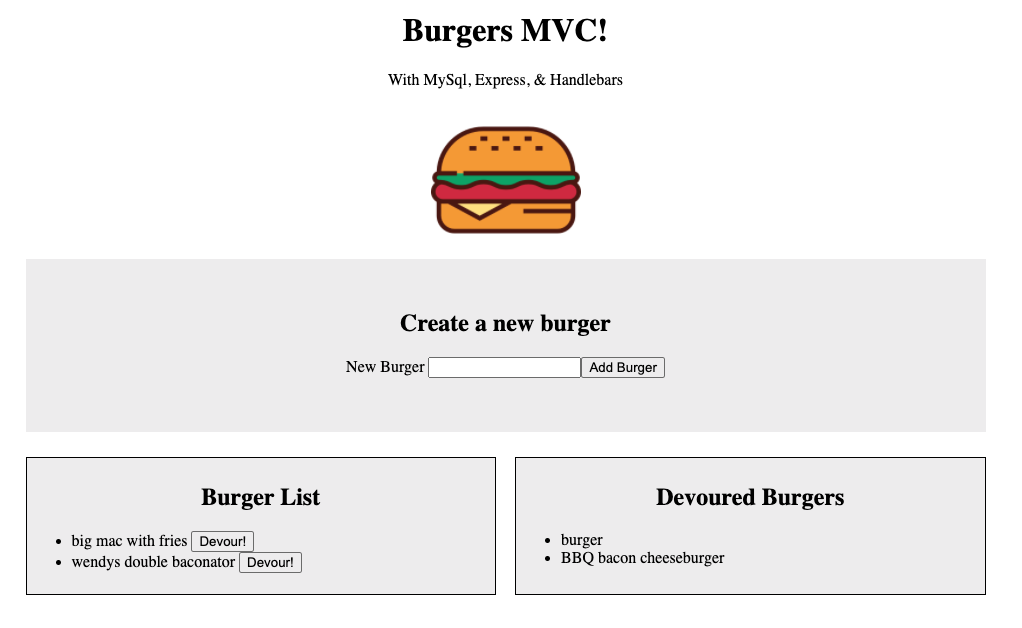 Burgers MVC!
With MySql, Express, & Handlebars
Create a new burger
New Burger Add Burger
Burger List
big mac with fries Devour!
wendys double baconator Devour!
Devoured Burgers
burger
BBQ bacon cheeseburger